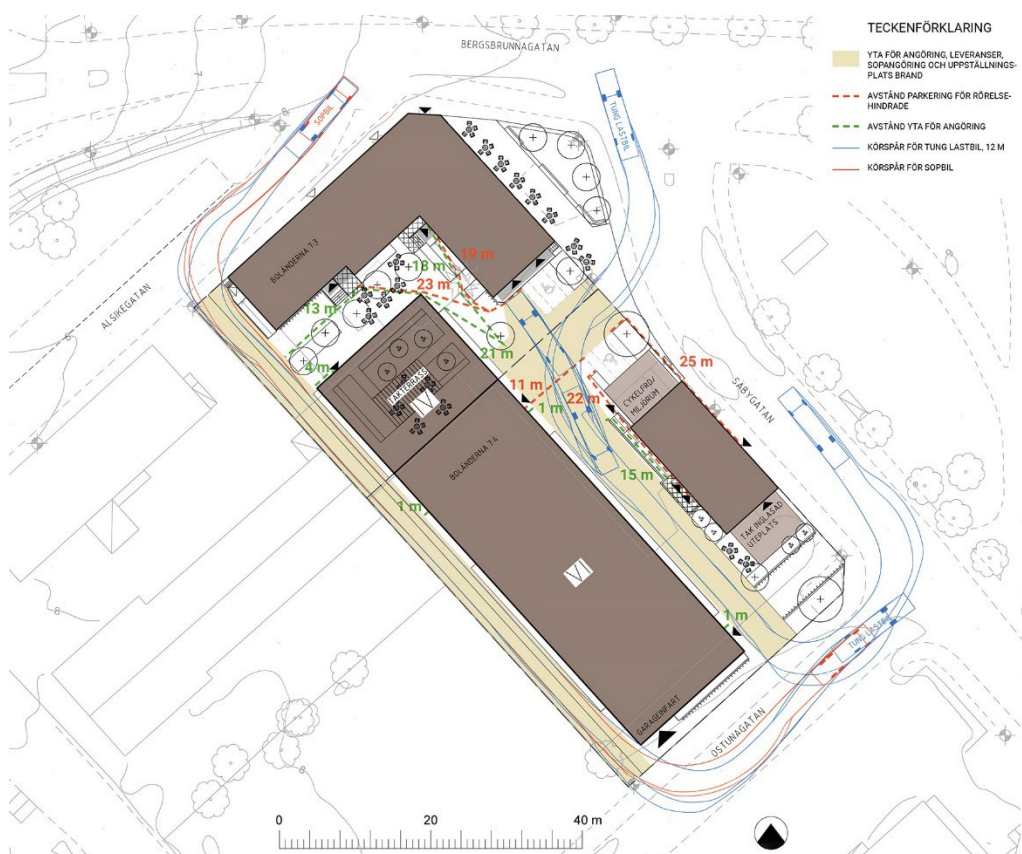 TECKENFÖRKLARING
YTA FÖR ANGÖRING, LEVERANSER,
SOPANGÖRING OCH UPPSTÄLLNINGS-
PLATS BRAND
AVSTÅND PARKERING FÖR RÖRELSE-
HINDRADE
AVSTÅND YTA FÖR ANGÖRING
KÖRSPÅR FÖR TUNG LASTBIL, 12 M
KÖRSPÅR FÖR SOPBIL
BERGSBRUNNAGATAN
SOPBIL
TUNG LASTBIL
BOLÄNDERNA 7:3
ALSIKEGATAN
19 m
18 m
23 m
13 m
21 m
4 m
25 m
11 m
1 m
22 m
CYKELFRD/
MILJÖRUM
SÄBYGATAN
TAKTERRASS
VI
BOLÄNDERNA 7:4
15 m
1 m
TAK INGLASAD
UTEPLATS
VI
1 m
TUNG LASTBIL
GARAGEINFART
ÖSTUNAGATAN
0
20
40 m